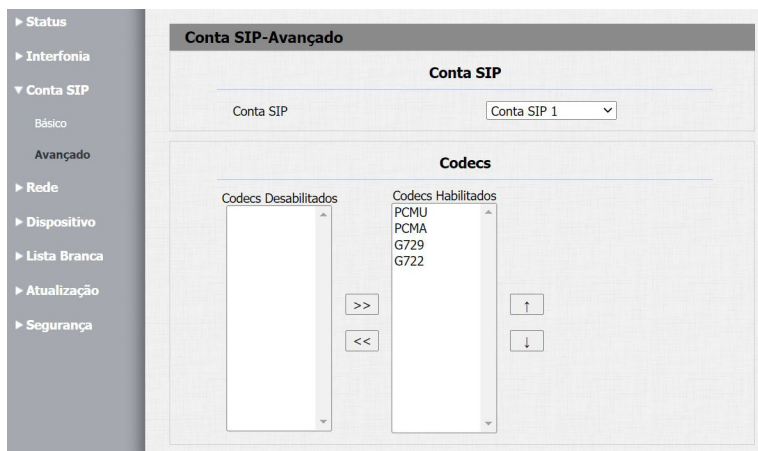 Status
Interfonia
Conta SIP
Básico
Avançado
Rede
Dispositivo
Lista Branca
Atualização
Segurança
Conta SIP-Avançado
Conta SIP
Conta SIP
Conta SIP 1
Codecs
Codecs Desabilitados
Codecs Habilitados
PCMU
PCMA
G729
G722
>>
<<
↑
↓